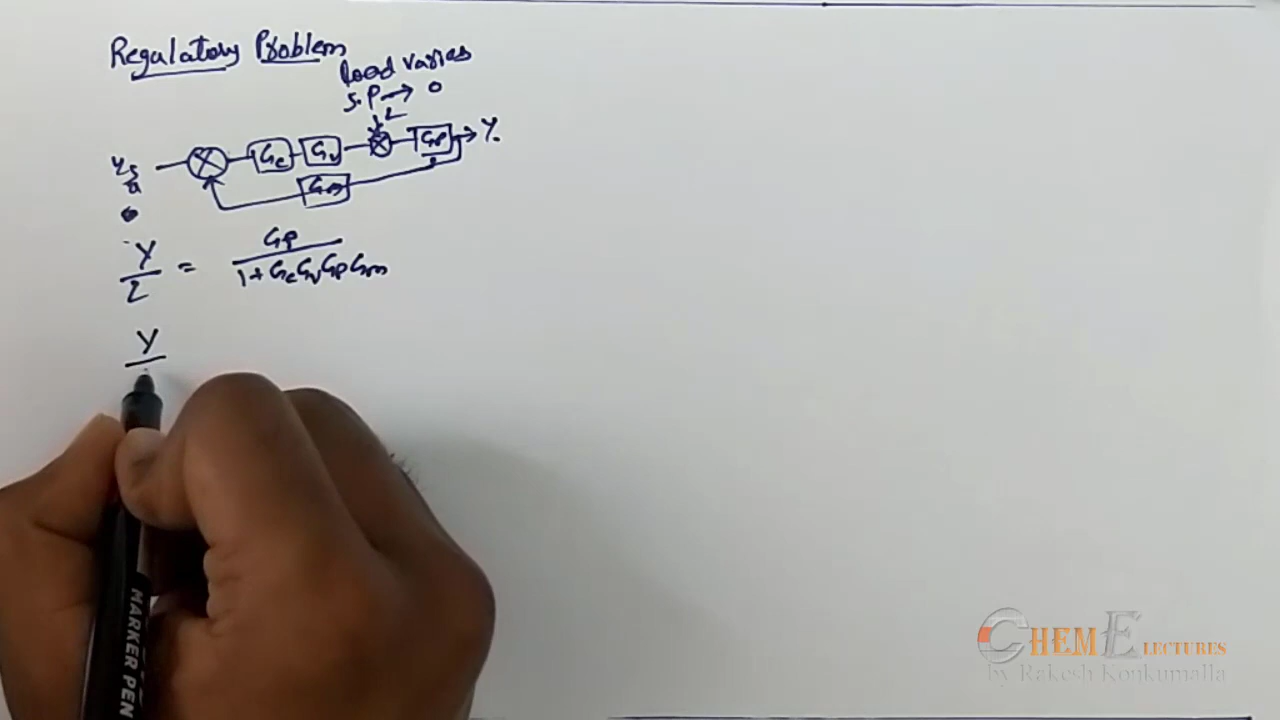 Regulatory Problem
load varies
S.P → 0
L
Ys Gc Gv Gp Y
Gm
0
Y/L = Gp/(1+GcGvGpGm)
Y
MARKER PEN
CHEME LECTURES
by Rakesh Konkumalla